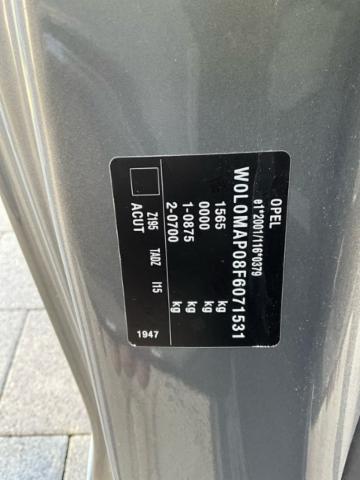 OPEL
e1*2001/116*0379
W0L0MAP08F6071531
1565 kg
0000 kg
1-0875 kg
2-0700 kg
Z195 TADZ I15
ACUT
1947